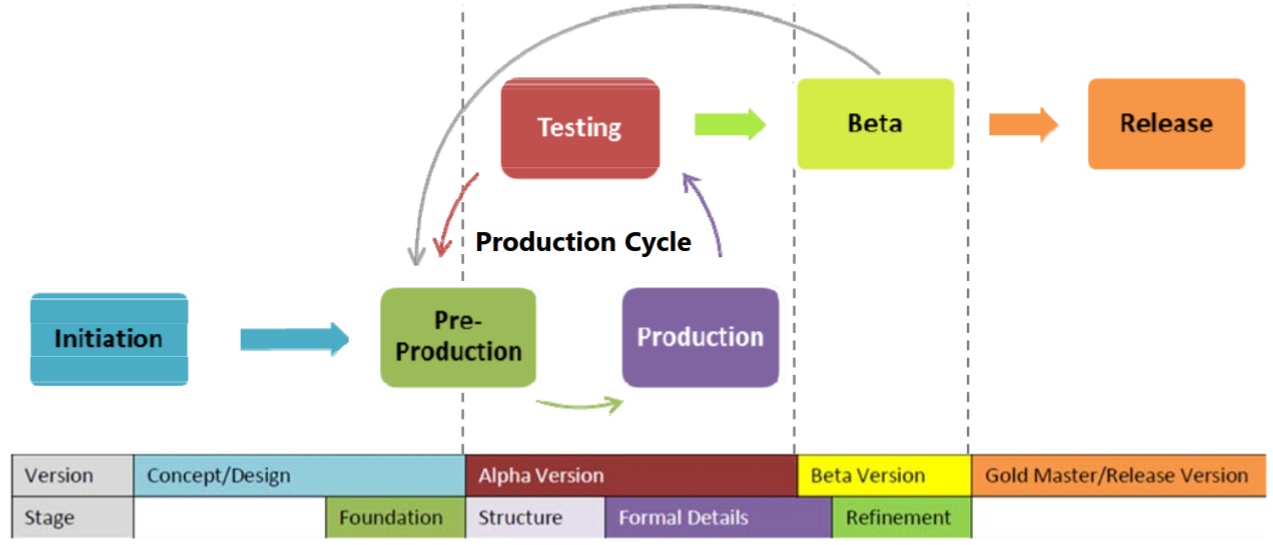 Testing
Beta
Release
Production Cycle
Initiation
Pre-
Production
Production
Version
Concept/Design
Alpha Version
Beta Version
Gold Master/Release Version
Stage
Foundation
Structure
Formal Details
Refinement